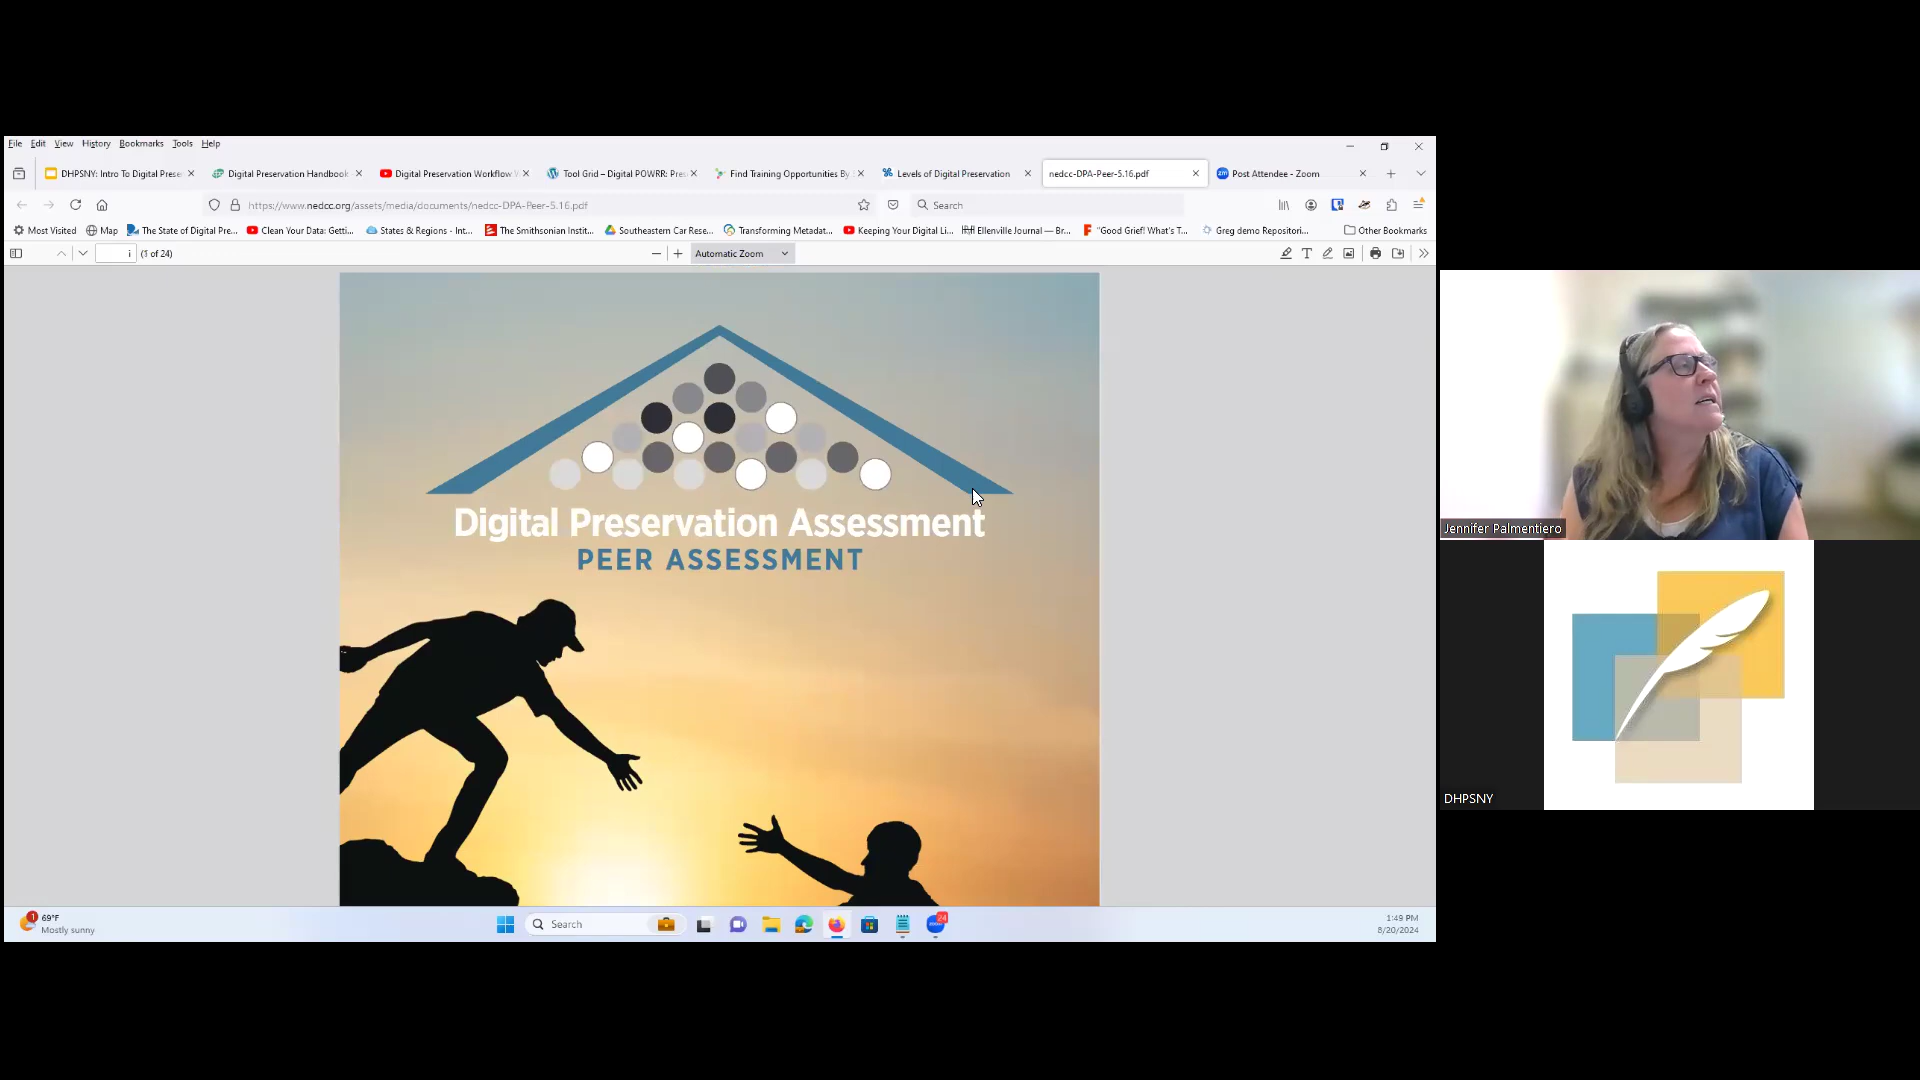 File Edit View History Bookmarks Tools Help
DHPSNY: Intro To Digital Prese
Digital Preservation Handbook
Digital Preservation Workflow
Tool Grid – Digital POWRR: Pre
Find Training Opportunities By
Levels of Digital Preservation
nedcc-DPA-Peer-5.16.pdf
Post Attendee - Zoom
https://www.nedcc.org/assets/media/documents/nedcc-DPA-Peer-5.16.pdf
Search
Most Visited
Map
The State of Digital Pre...
Clean Your Data: Getti...
States & Regions - Int...
The Smithsonian Instit...
Southeastern Car Rese...
Transforming Metadat...
Keeping Your Digital Li...
Ellenville Journal — Br...
"Good Grief! What's T...
Greg demo Repositori...
Other Bookmarks
i (1 of 24)
Automatic Zoom
Digital Preservation Assessment
PEER ASSESSMENT
Jennifer Palmentiero
DHPSNY
1
69°F
Mostly sunny
Search
24
1:49 PM
8/20/2024